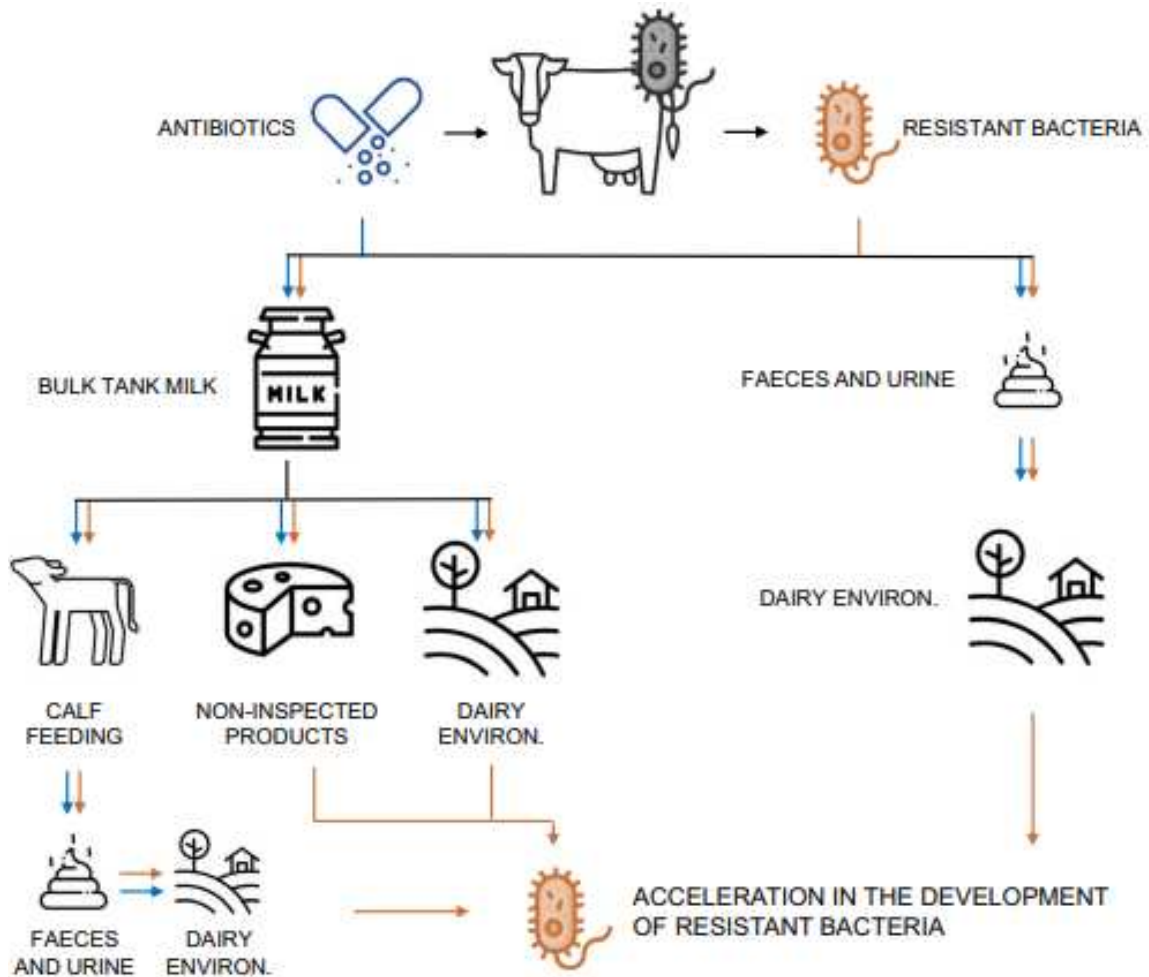 ANTIBIOTICS
RESISTANT BACTERIA
BULK TANK MILK
MILK
FAECES AND URINE
DAIRY ENVIRON.
CALF
FEEDING
NON-INSPECTED
PRODUCTS
DAIRY
ENVIRON.
FAECES
AND URINE
DAIRY
ENVIRON.
ACCELERATION IN THE DEVELOPMENT
OF RESISTANT BACTERIA